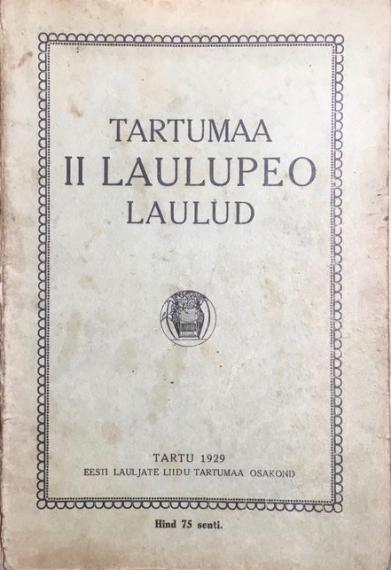 TARTUMAA
II LAULUPEO
LAULUD
TARTU 1929
EESTI LAULJATE LIIDU TARTUMAA OSAKOND
Hind 75 senti.